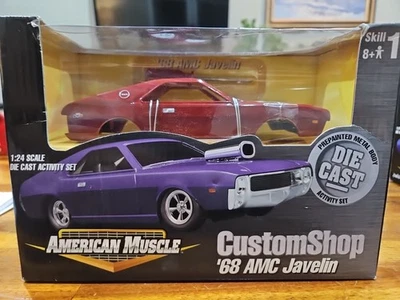 Skill 1
8+
'68 AMC Javelin
1:24 SCALE
DIE CAST ACTIVITY SET
PREPAINTED METAL BODY
DIE
CAST
ACTIVITY SET
AMERICAN MUSCLE
CustomShop
'68 AMC Javelin